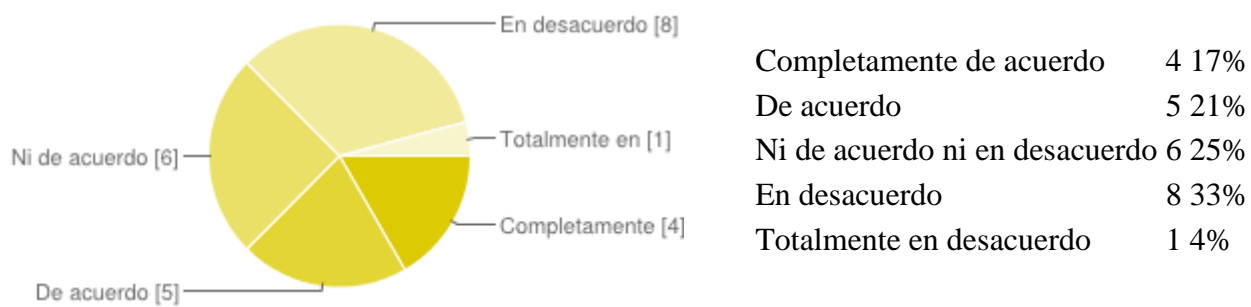 En desacuerdo [8]
Totalmente en [1]
Ni de acuerdo [6]
Completamente [4]
De acuerdo [5]
Completamente de acuerdo 4 17%
De acuerdo 5 21%
Ni de acuerdo ni en desacuerdo 6 25%
En desacuerdo 8 33%
Totalmente en desacuerdo 1 4%